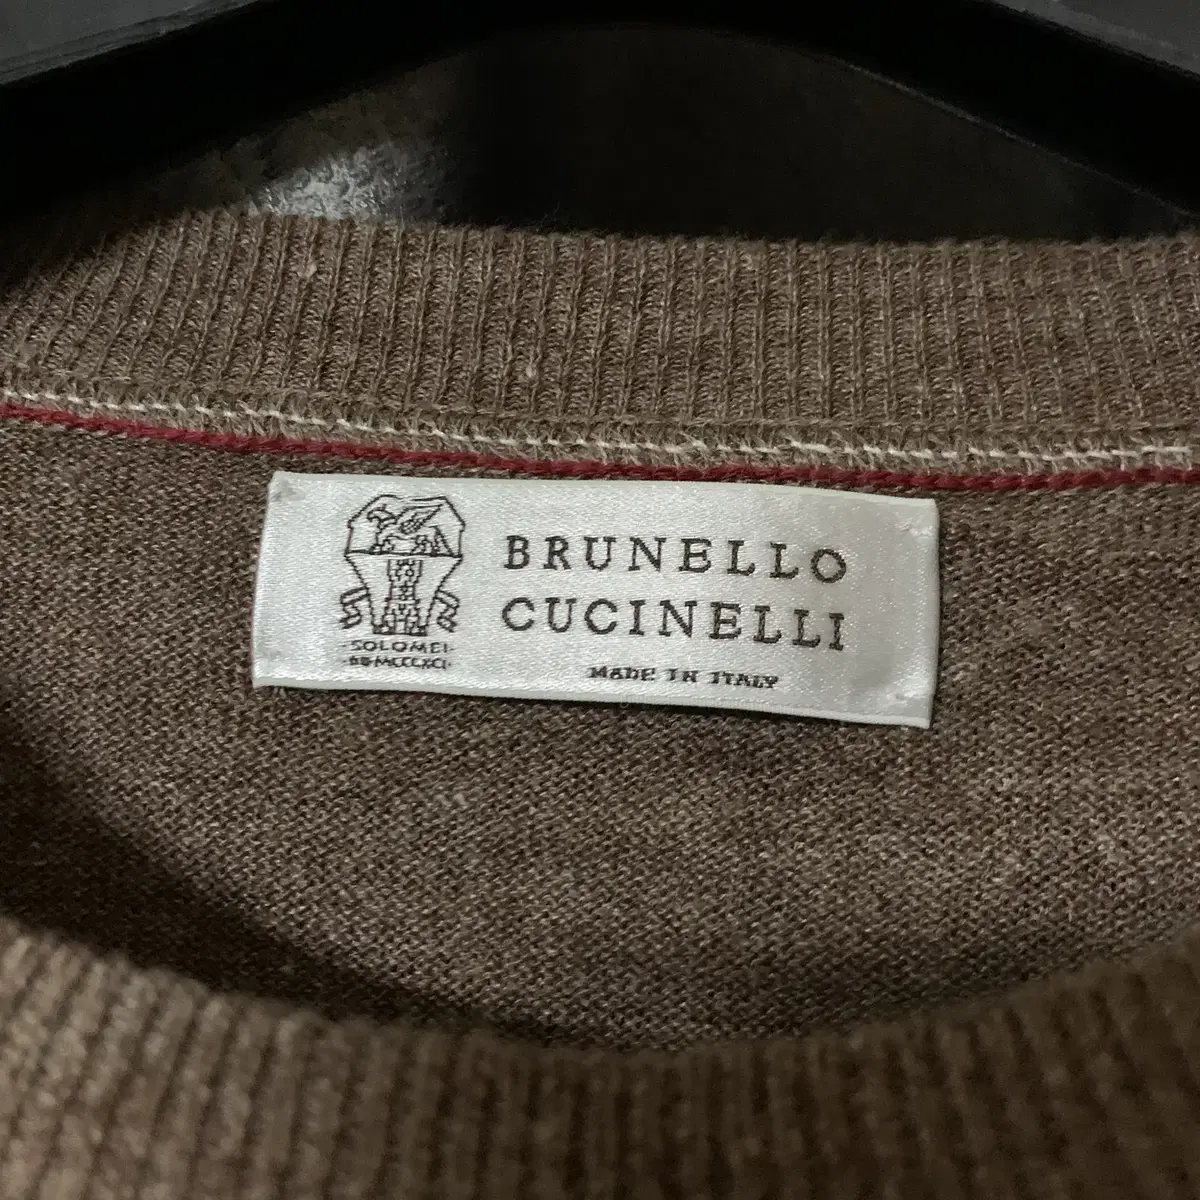 BRUNELLO
CUCINELLI
MADE IN ITALY
·SOLOMEI·